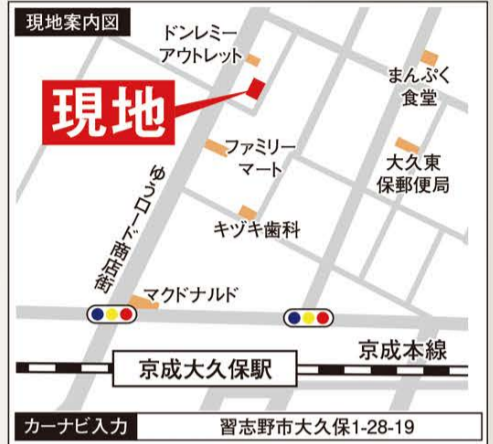 現地案内図
ドンレミー
アウトレット
まんぷく
食堂
現地
ファミリー
マート
大久東
保郵便局
ゆうロード商店街
キヅキ歯科
マクドナルド
京成本線
京成大久保駅
カーナビ入力
習志野市大久保1-28-19